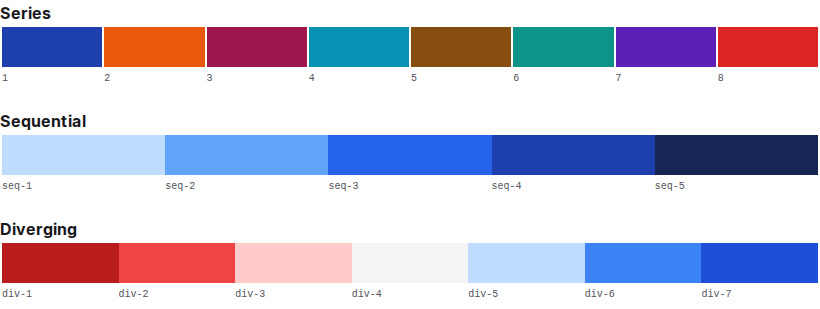 Series
1 2 3 4 5 6 7 8
Sequential
seq-1 seq-2 seq-3 seq-4 seq-5
Diverging
div-1 div-2 div-3 div-4 div-5 div-6 div-7